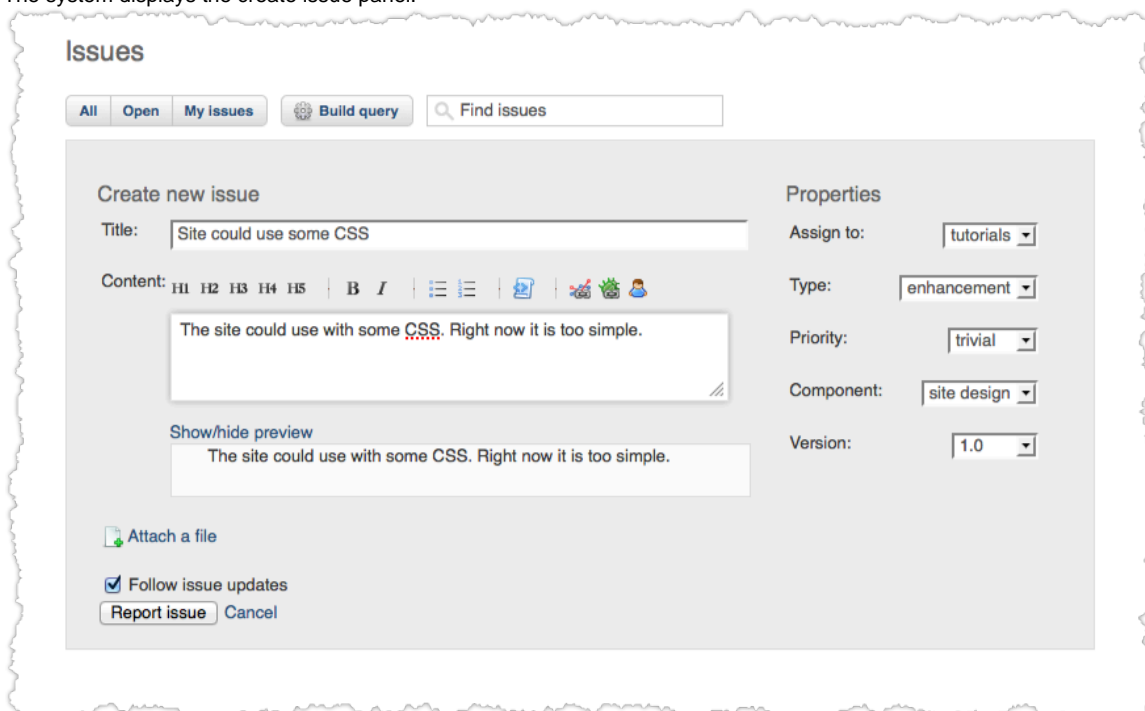 The system displays the create issue panel.
Issues
All Open My issues Build query Find issues
Create new issue
Title: Site could use some CSS
Content: H1 H2 H3 H4 H5 B I
The site could use with some CSS. Right now it is too simple.
Show/hide preview
The site could use with some CSS. Right now it is too simple.
Attach a file
Follow issue updates
Report issue Cancel
Properties
Assign to: tutorials
Type: enhancement
Priority: trivial
Component: site design
Version: 1.0